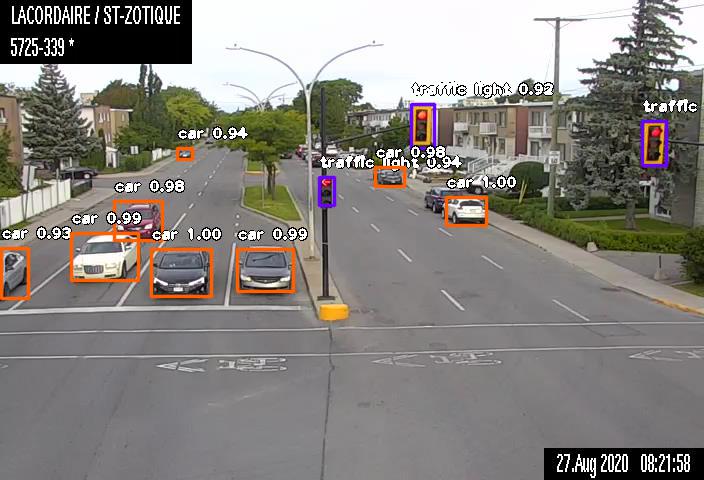 LACORDAIRE / ST-ZOTIQUE
5725-339 *
traffic light 0.92
traffic
car 0.94
car 0.98
traffic light 0.94
car 0.98
car 1.00
car 0.99
car 0.93
car 1.00
car 0.99
27.Aug 2020 08:21:58